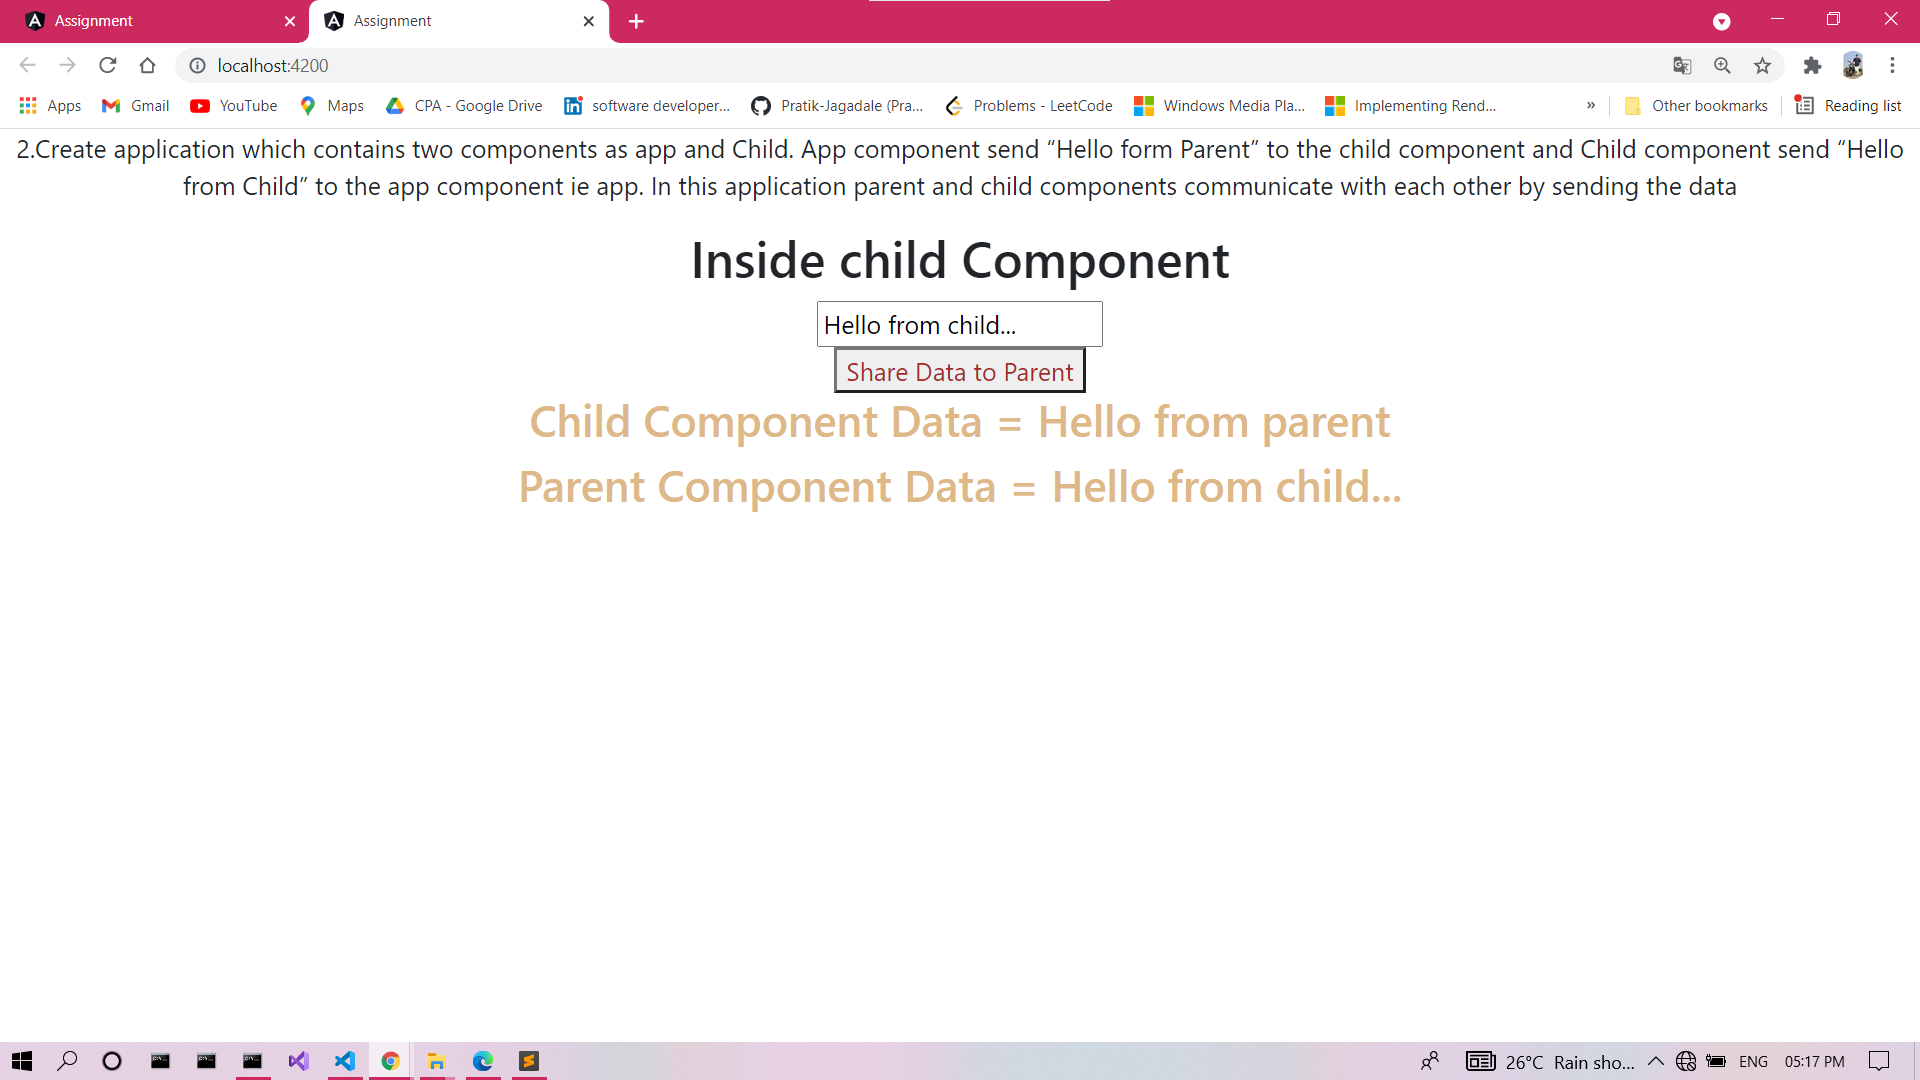 Assignment
Assignment
localhost:4200
Apps
Gmail
YouTube
Maps
CPA - Google Drive
software developer...
Pratik-Jagadale (Pra...
Problems - LeetCode
Windows Media Pla...
Implementing Rend...
»
Other bookmarks
Reading list
2.Create application which contains two components as app and Child. App component send “Hello form Parent” to the child component and Child component send “Hello
from Child” to the app component ie app. In this application parent and child components communicate with each other by sending the data
Inside child Component
Hello from child...
Share Data to Parent
Child Component Data = Hello from parent
Parent Component Data = Hello from child...
26°C Rain sho...
ENG
05:17 PM